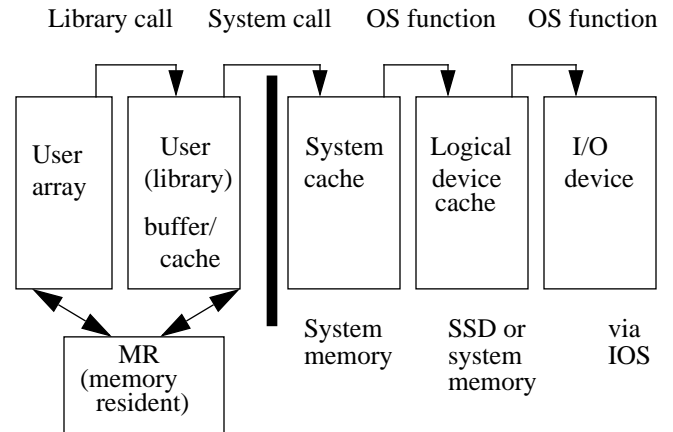 Library call
System call
OS function
OS function
User
array
User
(library)
buffer/
cache
System
cache
Logical
device
cache
I/O
device
MR
(memory
resident)
System
memory
SSD or
system
memory
via
IOS